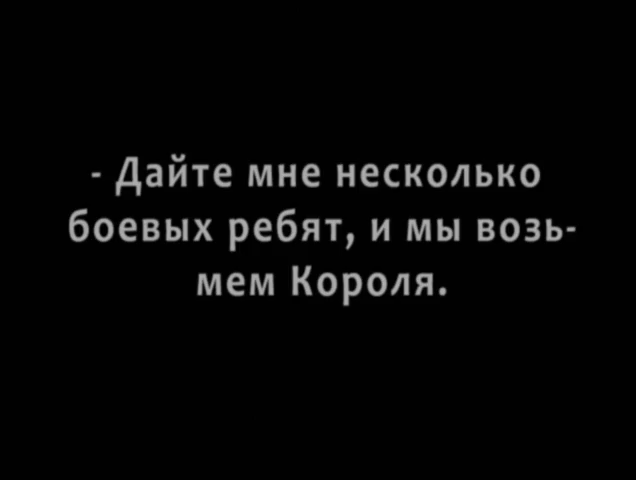 - Дайте мне несколько
боевых ребят, и мы возь-
мем Короля.